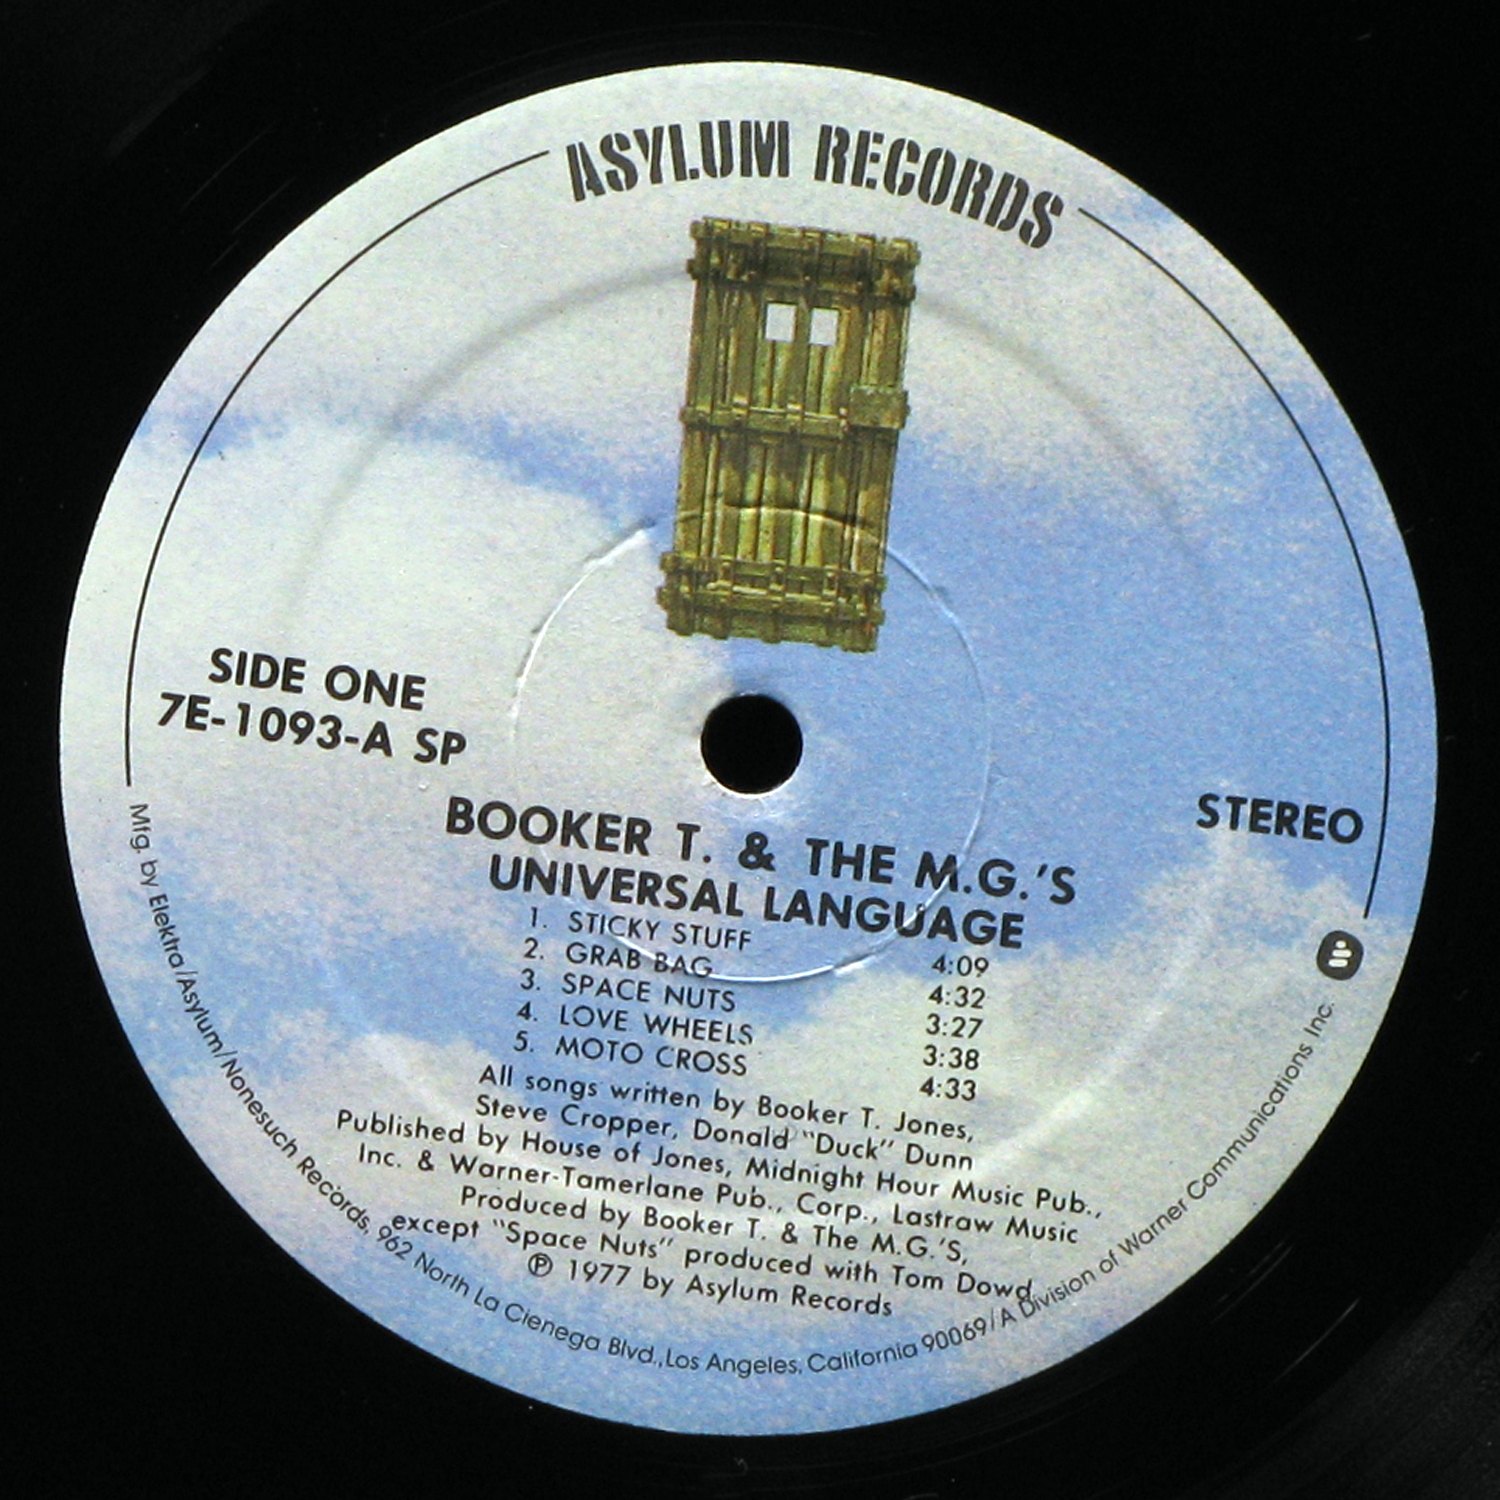 ASYLUM RECORDS
SIDE ONE
7E-1093-A SP
STEREO
BOOKER T. & THE M.G.'S
UNIVERSAL LANGUAGE
1. STICKY STUFF 4:09
2. GRAB BAG 4:32
3. SPACE NUTS 3:27
4. LOVE WHEELS 3:38
5. MOTO CROSS 4:33
All songs written by Booker T. Jones,
Steve Cropper, Donald "Duck" Dunn
Published by House of Jones, Midnight Hour Music Pub.,
Inc. & Warner-Tamerlane Pub., Corp., Lastraw Music
Produced by Booker T. & The M.G.'S,
except "Space Nuts" produced with Tom Dowd
℗ 1977 by Asylum Records
Mfg. by Elektra/Asylum/Nonesuch Records, 962 North La Cienega Blvd., Los Angeles, California 90069/A Division of Warner Communications Inc.